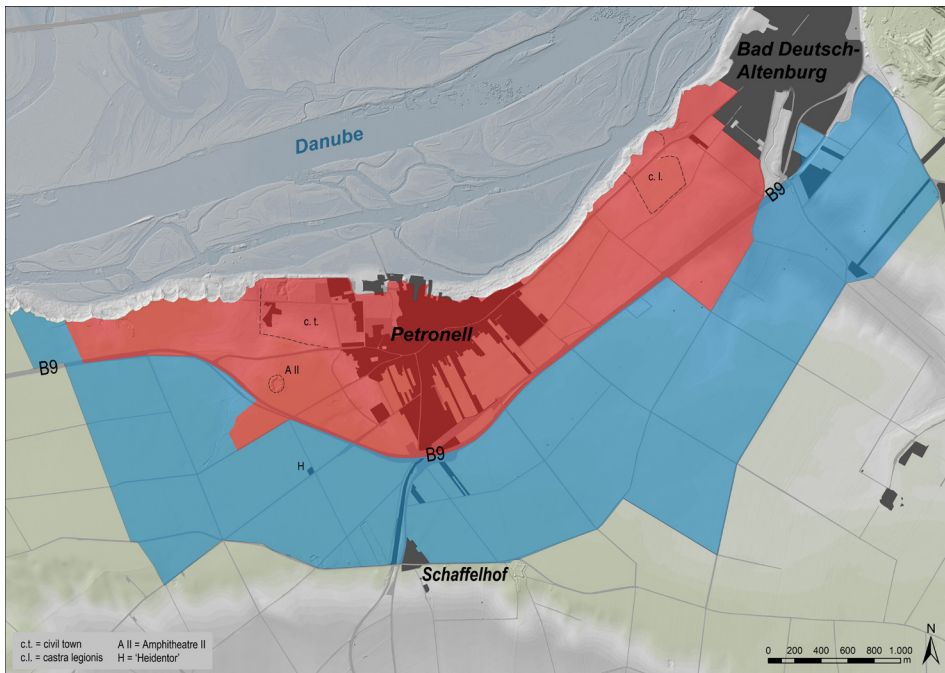 Bad Deutsch-
Altenburg
Danube
c. l.
B9
c. t.
Petronell
B9
A II
B9
H
Schaffelhof
c.t. = civil town A II = Amphitheatre II
c.l. = castra legionis H = 'Heidentor'
N
0 200 400 600 800 1.000
m